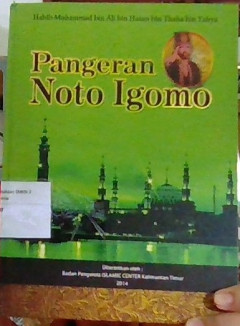 Habib Muhammad bin Ali bin Hasan bin Thaha bin Yahya
Pangeran
Noto Igomo
Diterbitkan oleh :
Badan Pengelola ISLAMIC CENTER Kalimantan Timur
2014